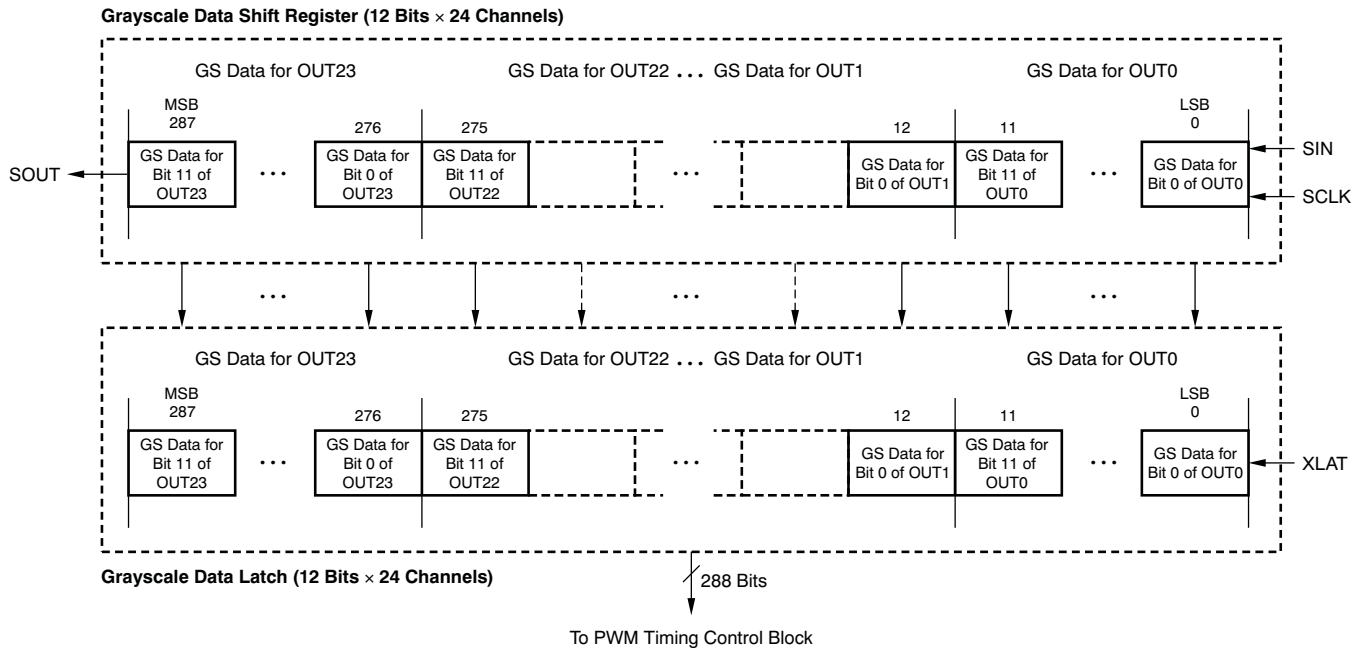 Grayscale Data Shift Register (12 Bits × 24 Channels)
GS Data for OUT23
GS Data for OUT22 ... GS Data for OUT1
GS Data for OUT0
MSB
287
276
275
12
11
LSB
0
SOUT
GS Data for
Bit 11 of
OUT23
...
GS Data for
Bit 0 of
OUT23
GS Data for
Bit 11 of
OUT22
...
GS Data for
Bit 0 of OUT1
GS Data for
Bit 11 of
OUT0
...
GS Data for
Bit 0 of OUT0
SIN
SCLK
...
...
...
GS Data for OUT23
GS Data for OUT22 ... GS Data for OUT1
GS Data for OUT0
MSB
287
276
275
12
11
LSB
0
GS Data for
Bit 11 of
OUT23
...
GS Data for
Bit 0 of
OUT23
GS Data for
Bit 11 of
OUT22
...
GS Data for
Bit 0 of OUT1
GS Data for
Bit 11 of
OUT0
...
GS Data for
Bit 0 of OUT0
XLAT
Grayscale Data Latch (12 Bits × 24 Channels)
288 Bits
To PWM Timing Control Block